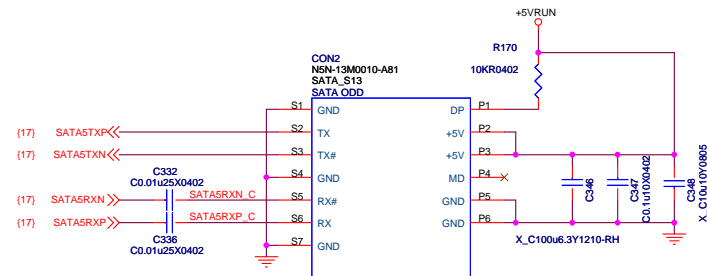 +5VRUN
R170
10KR0402
CON2
N5N-13M0010-A81
SATA_S13
SATA ODD
S1 GND DP P1
{17} SATA5TXP S2 TX +5V P2
{17} SATA5TXN S3 TX# +5V P3
S4 GND MD P4
C332
C0.01u25X0402
{17} SATA5RXN SATA5RXN_C S5 RX# GND P5
{17} SATA5RXP SATA5RXP_C S6 RX GND P6
C336
C0.01u25X0402
S7 GND
C346
X_C100u6.3Y1210-RH
C347
C0.1u10X0402
C348
X_C10u10Y0805